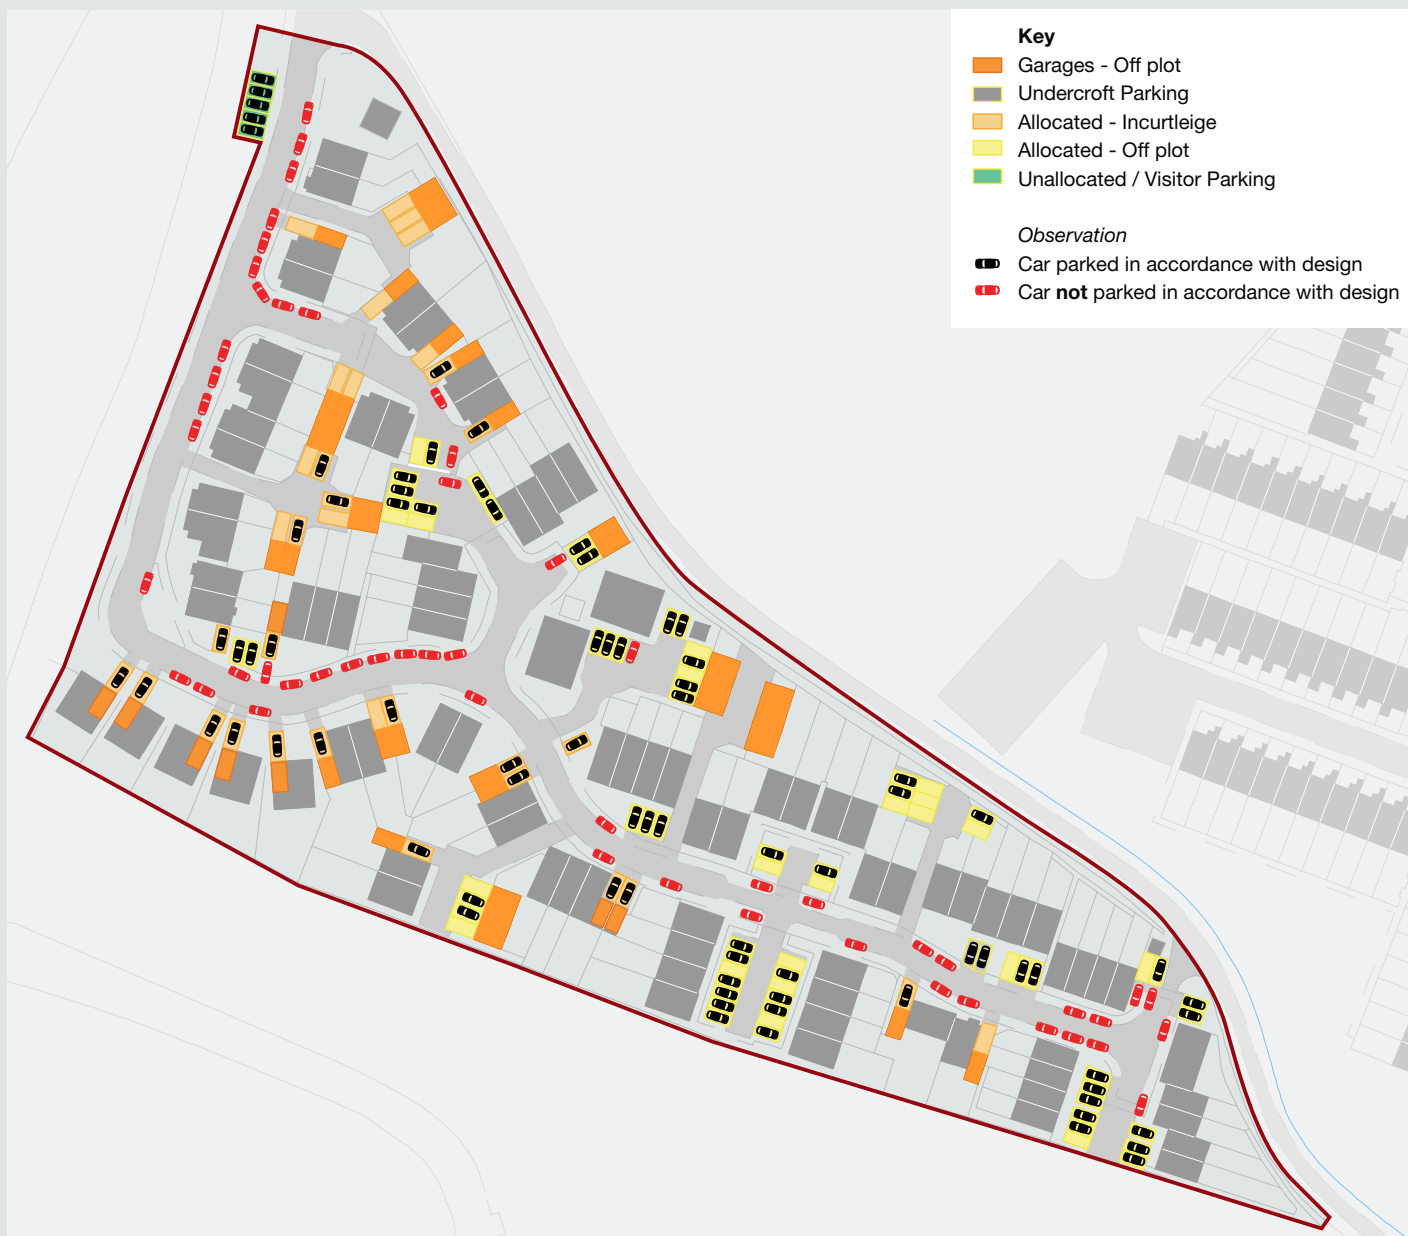 Key
Garages - Off plot
Undercroft Parking
Allocated - Incurtleige
Allocated - Off plot
Unallocated / Visitor Parking
Observation
Car parked in accordance with design
Car not parked in accordance with design